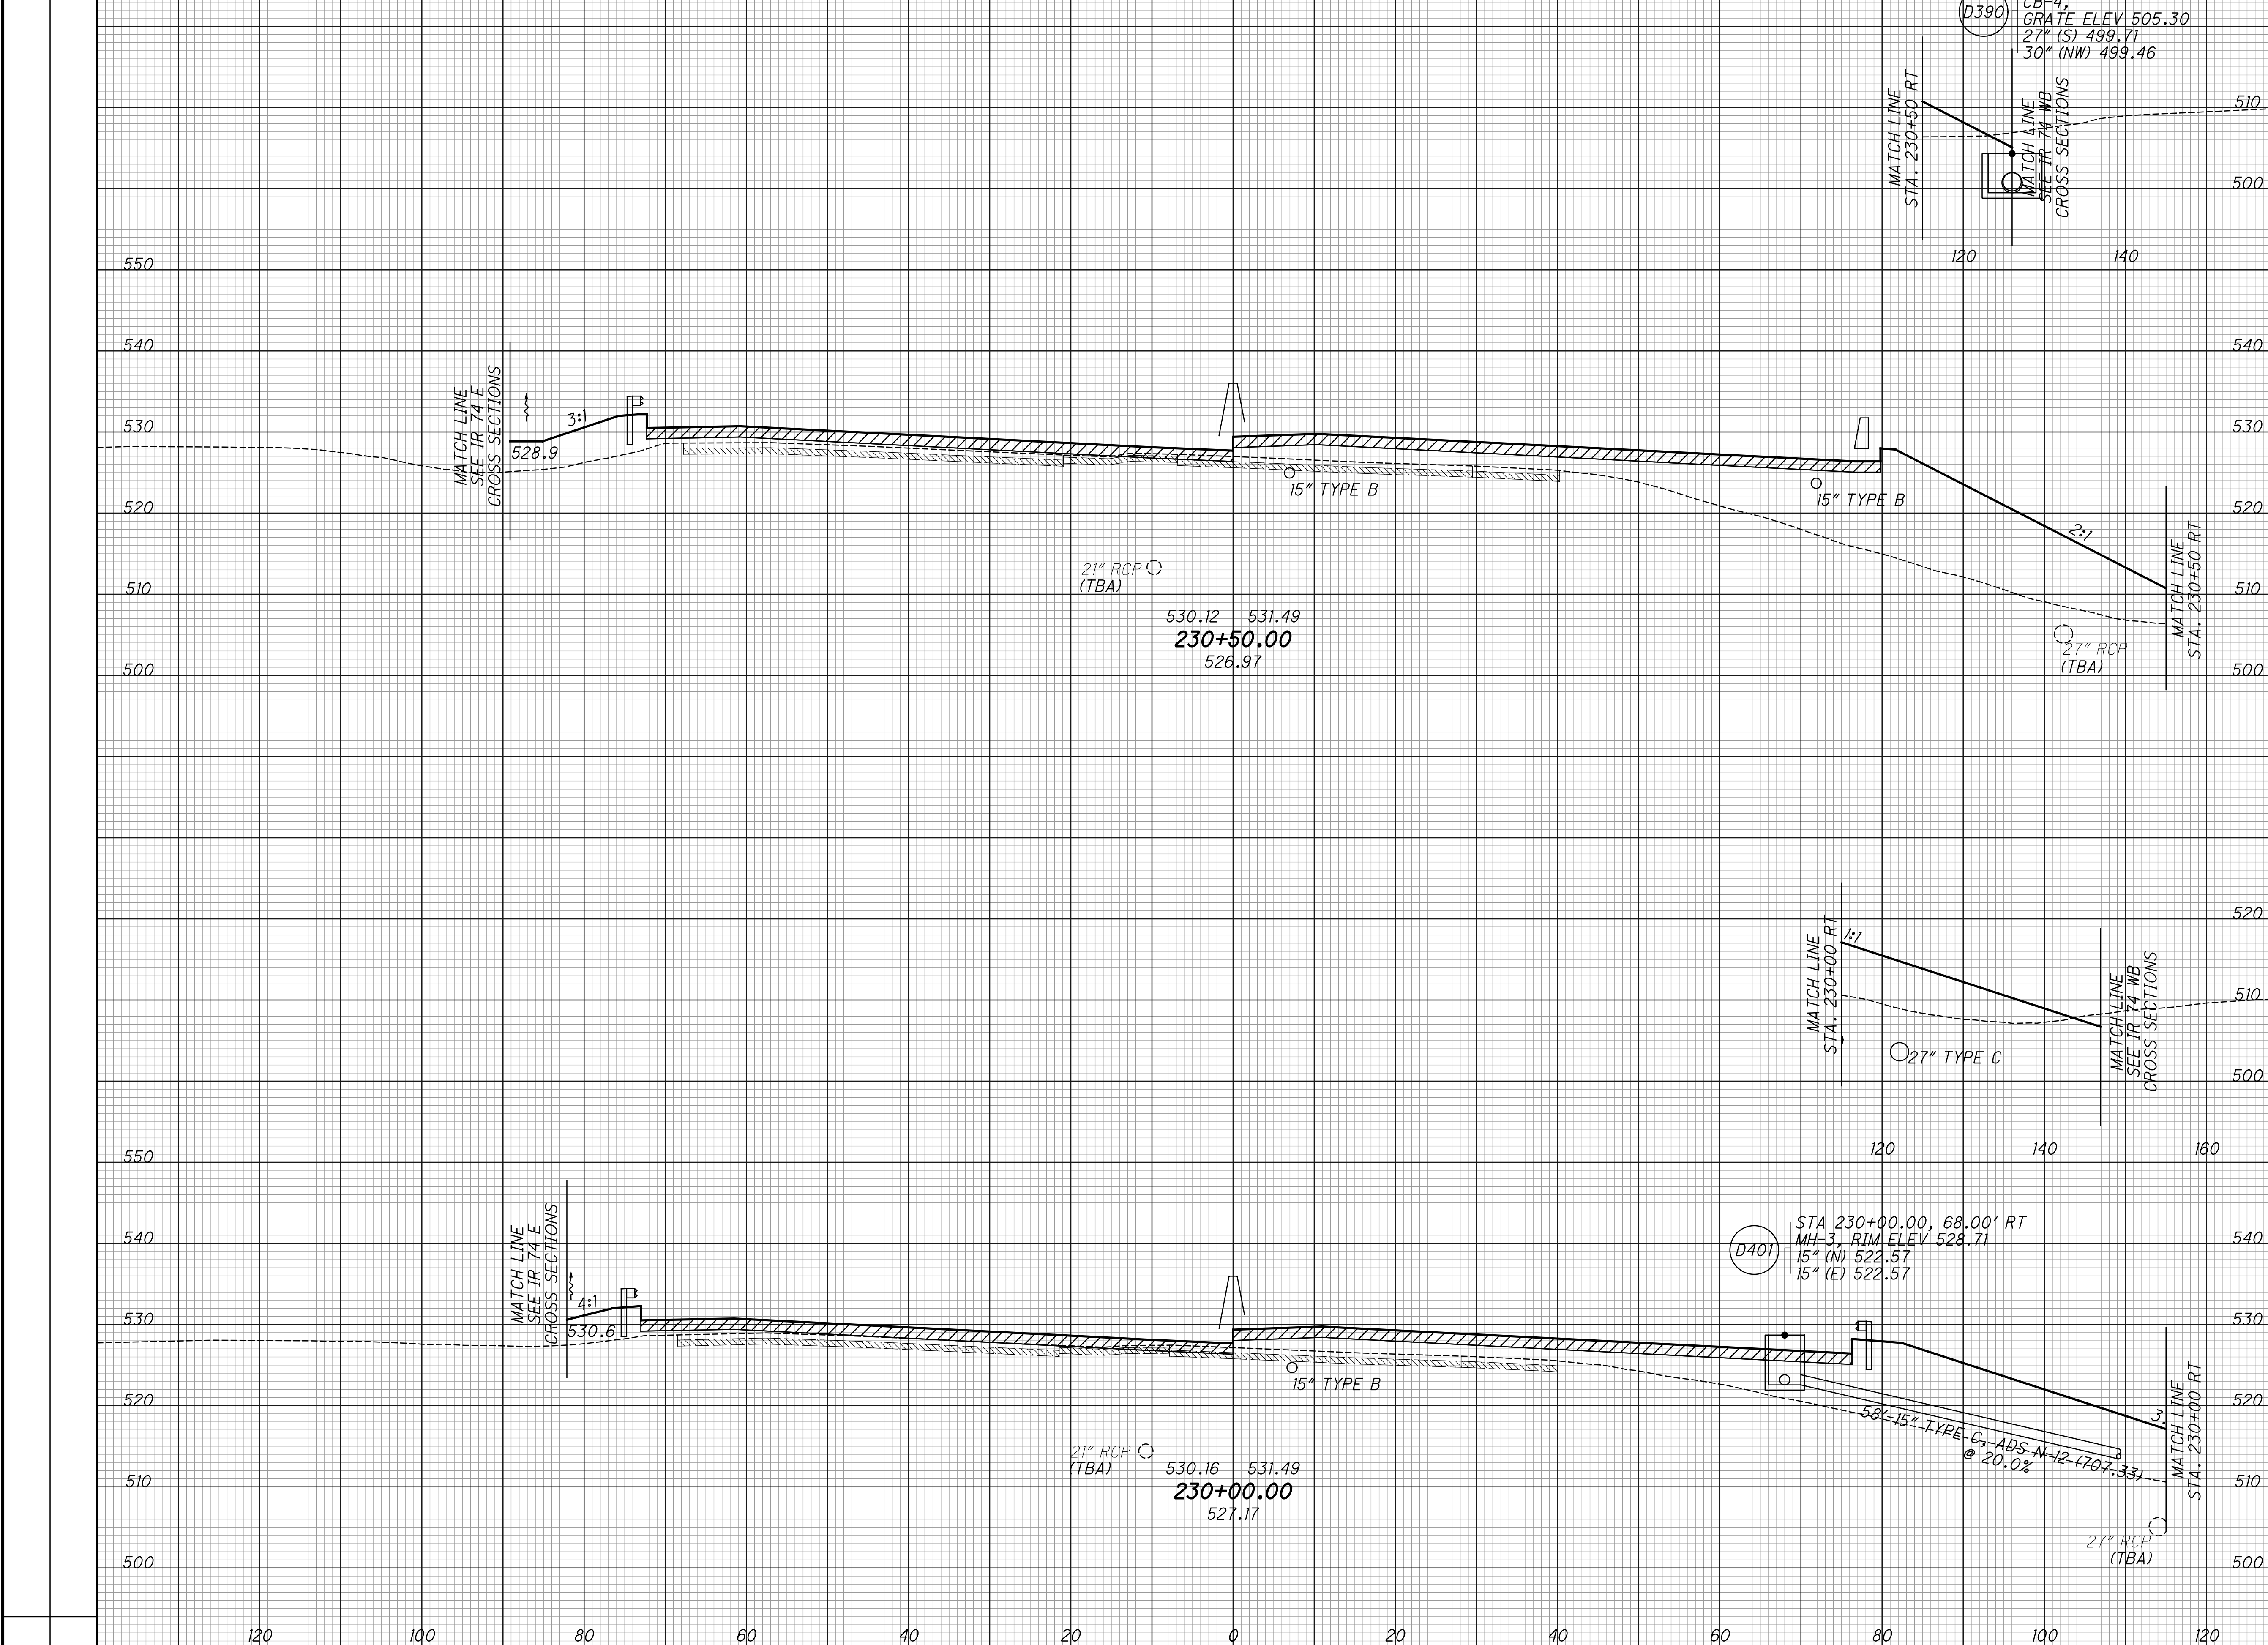 CB-4,
D390
GRATE ELEV 505.30
27" (S) 499.71
30" (NW) 499.46
MATCH LINE
STA. 230+50 RT
MATCH LINE
SEE IR 74 WB
CROSS SECTIONS
510
500
120 140
550
540 540
530 530
520 520
510 510
500 500
MATCH LINE
SEE IR 74 E
CROSS SECTIONS
3:1
528.9
15" TYPE B
15" TYPE B
2:1
MATCH LINE
STA. 230+50 RT
21" RCP
(TBA)
27" RCP
(TBA)
530.12 531.49
230+50.00
526.97
520
510
500
MATCH LINE
STA. 230+00 RT
1:1
27" TYPE C
MATCH LINE
SEE IR 74 WB
CROSS SECTIONS
120 140 160
550
540 540
530 530
520 520
510 510
500 500
MATCH LINE
SEE IR 74 E
CROSS SECTIONS
4:1
530.6
15" TYPE B
D401
STA 230+00.00, 68.00' RT
MH-3, RIM ELEV 528.71
15" (N) 522.57
15" (E) 522.57
58'-15" TYPE C, ADS N-12 (707.33)
@ 20.0%
3.
MATCH LINE
STA. 230+00 RT
21" RCP
(TBA)
530.16 531.49
230+00.00
527.17
27" RCP
(TBA)
120 100 80 60 40 20 0 20 40 60 80 100 120